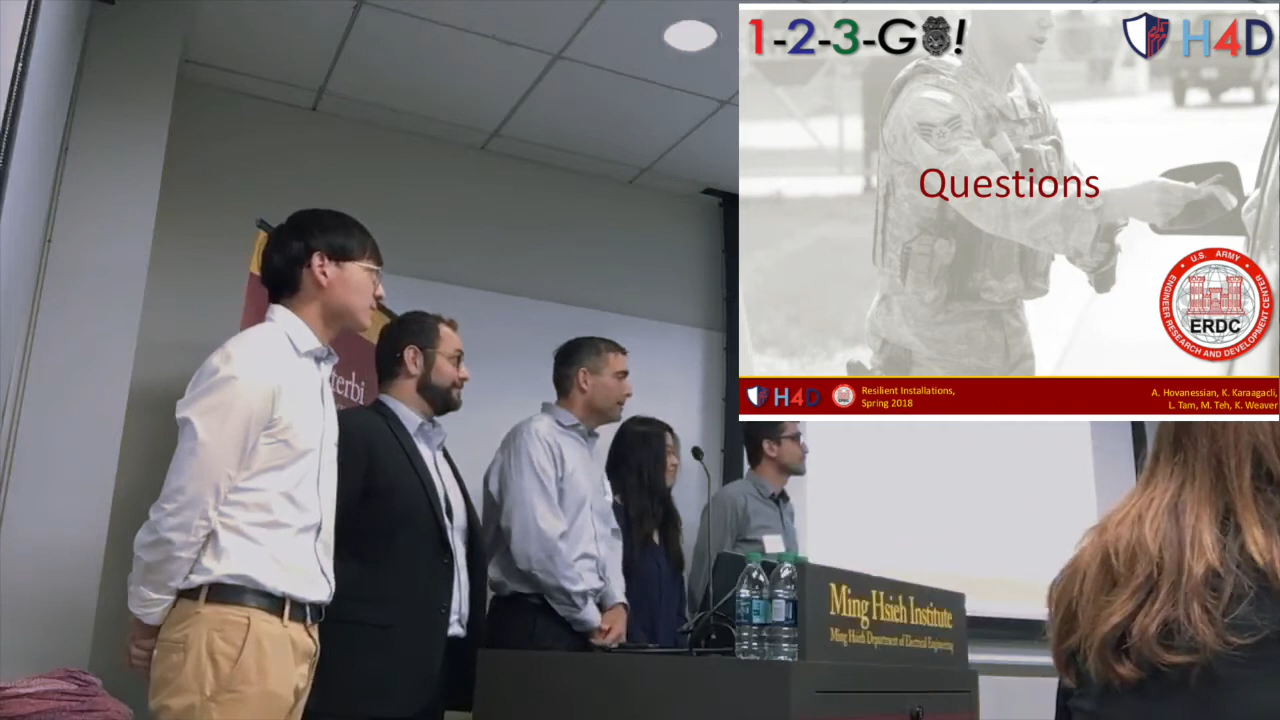 1-2-3-G !
H4D
Questions
U.S. ARMY
ENGINEER RESEARCH AND DEVELOPMENT CENTER
ERDC
H4D
Resilient Installations,
Spring 2018
A. Hovanessian, K. Karaagacli,
L. Tam, M. Teh, K. Weaver
terbi
Ming Hsieh Institute
Ming Hsieh Department of Electrical Engineering